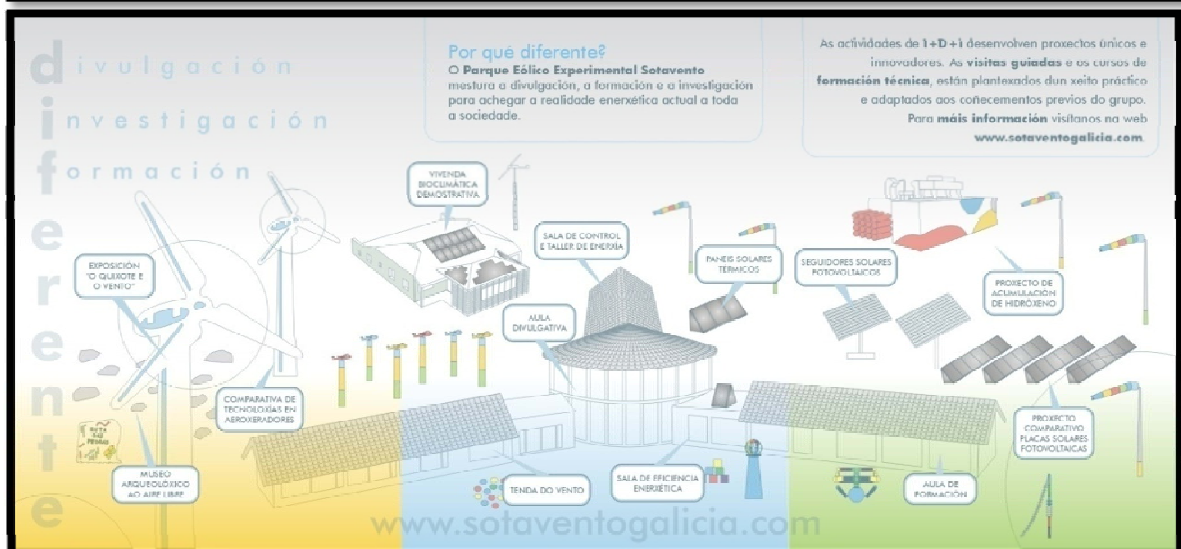 diferente
divulgación
investigación
formación
Por qué diferente?
O Parque Eólico Experimental Sotavento
mestura a divulgación, a formación e a investigación
para achegar a realidade enerxética actual a toda
a sociedade.
As actividades de I+D+i desenvolven proxectos únicos e
innovadores. As visitas guiadas e os cursos de
formación técnica, están plantexados dun xeito práctico
e adaptados aos coñecementos previos do grupo.
Para máis información visítanos na web
www.sotaventogalicia.com
VIVENDA
BIOCLIMÁTICA
DEMOSTRATIVA
SALA DE CONTROL
E TALLER DE ENERXÍA
PANEIS SOLARES
TÉRMICOS
SEGUIDORES SOLARES
FOTOVOLTAICOS
PROXECTO DE
ACUMULACIÓN
DE HIDRÓXENO
EXPOSICIÓN
"O QUIXOTE E
O VENTO"
AULA
DIVULGATIVA
COMPARATIVA DE
TECNOLOXÍAS EN
AEROXERADORES
PROXECTO
COMPARATIVO
PLACAS SOLARES
FOTOVOLTAICAS
RUTA
DAS
PEDRAS
MUSEO
ARQUEOLÓXICO
AO AIRE LIBRE
TENDA DO VENTO
SALA DE EFICIENCIA
ENERXÉTICA
AULA DE
FORMACIÓN
www.sotaventogalicia.com